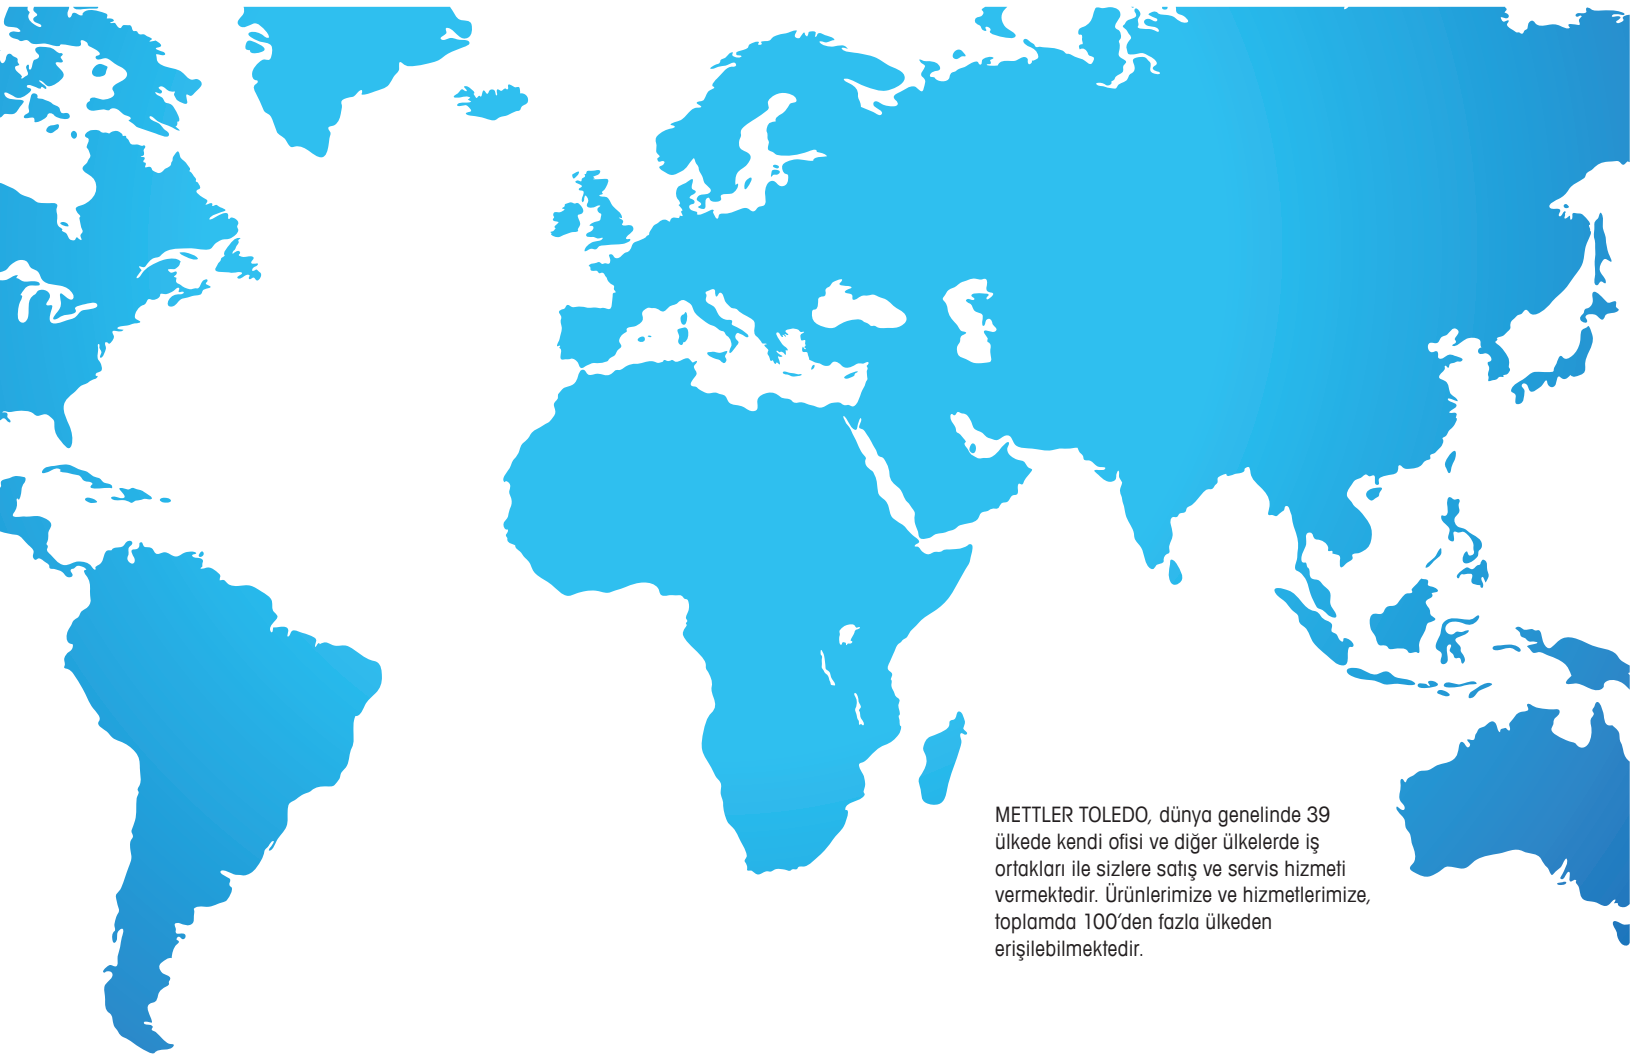 METTLER TOLEDO, dünya genelinde 39
ülkede kendi ofisi ve diğer ülkelerde iş
ortakları ile sizlere satış ve servis hizmeti
vermektedir. Ürünlerimize ve hizmetlerimize,
toplamda 100’den fazla ülkeden
erişilebilmektedir.